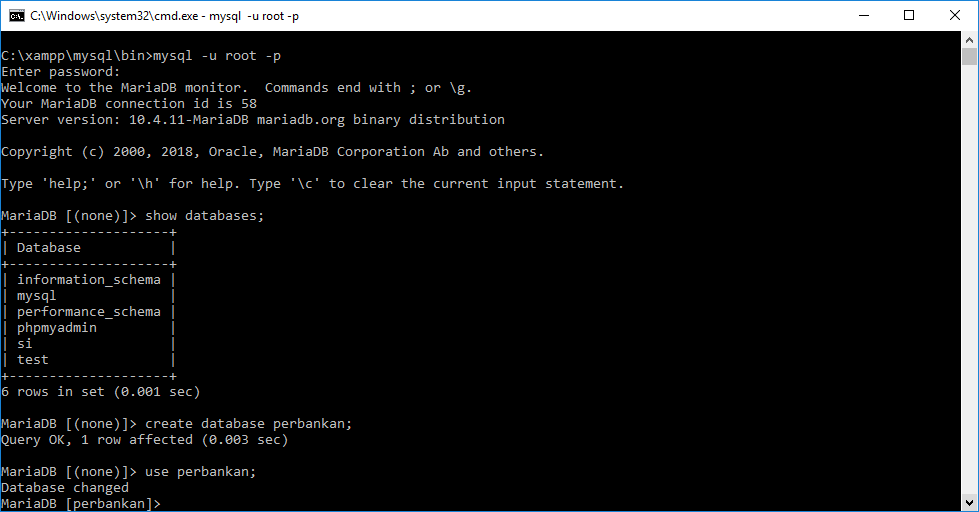 C:\Windows\system32\cmd.exe - mysql  -u root -p
C:\xampp\mysql\bin>mysql -u root -p
Enter password:
Welcome to the MariaDB monitor.  Commands end with ; or \g.
Your MariaDB connection id is 58
Server version: 10.4.11-MariaDB mariadb.org binary distribution
Copyright (c) 2000, 2018, Oracle, MariaDB Corporation Ab and others.
Type 'help;' or '\h' for help. Type '\c' to clear the current input statement.
MariaDB [(none)]> show databases;
+--------------------+
| Database           |
+--------------------+
| information_schema |
| mysql              |
| performance_schema |
| phpmyadmin         |
| si                 |
| test               |
+--------------------+
6 rows in set (0.001 sec)
MariaDB [(none)]> create database perbankan;
Query OK, 1 row affected (0.003 sec)
MariaDB [(none)]> use perbankan;
Database changed
MariaDB [perbankan]>